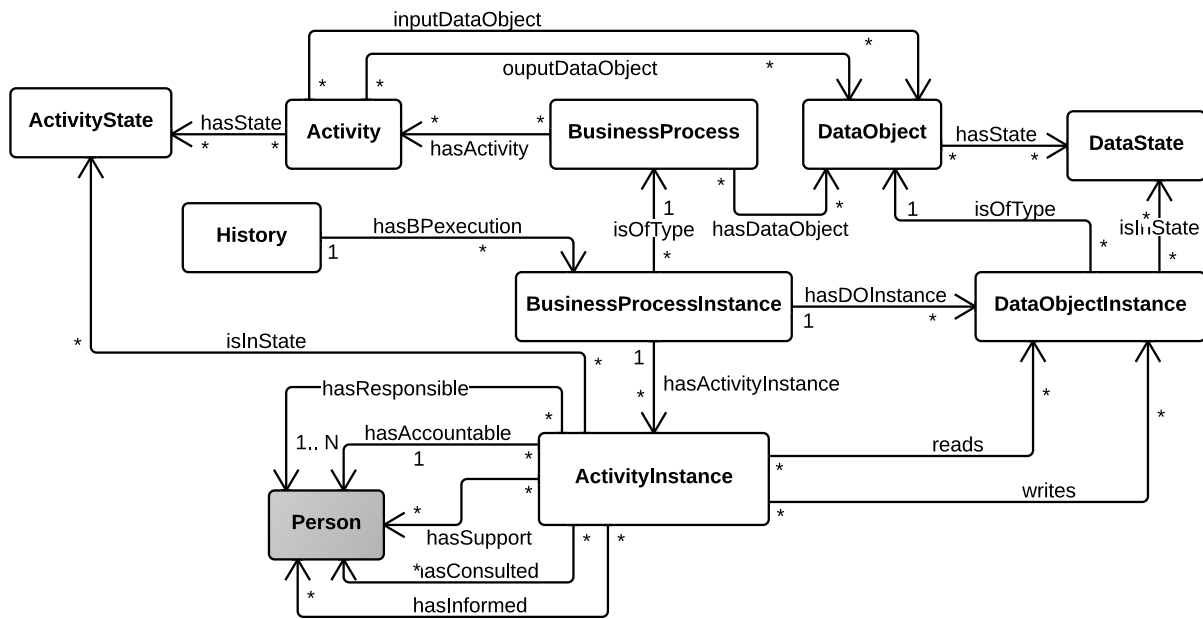 inputDataObject
*
*
ouputDataObject
*
*
ActivityState
hasState
*
*
Activity
*
*
hasActivity
BusinessProcess
DataObject
hasState
*
*
DataState
*
*
hasDataObject
1
isOfType
*
1
isOfType
*
*
isInState
*
History
1
hasBPexecution
*
BusinessProcessInstance
hasDOInstance
1
*
DataObjectInstance
*
isInState
*
1
hasActivityInstance
*
hasResponsible
*
1.. N
hasAccountable
1
*
*
*
hasSupport
ActivityInstance
reads
*
*
writes
*
*
Person
*
*hasConsulted
*
*
hasInformed